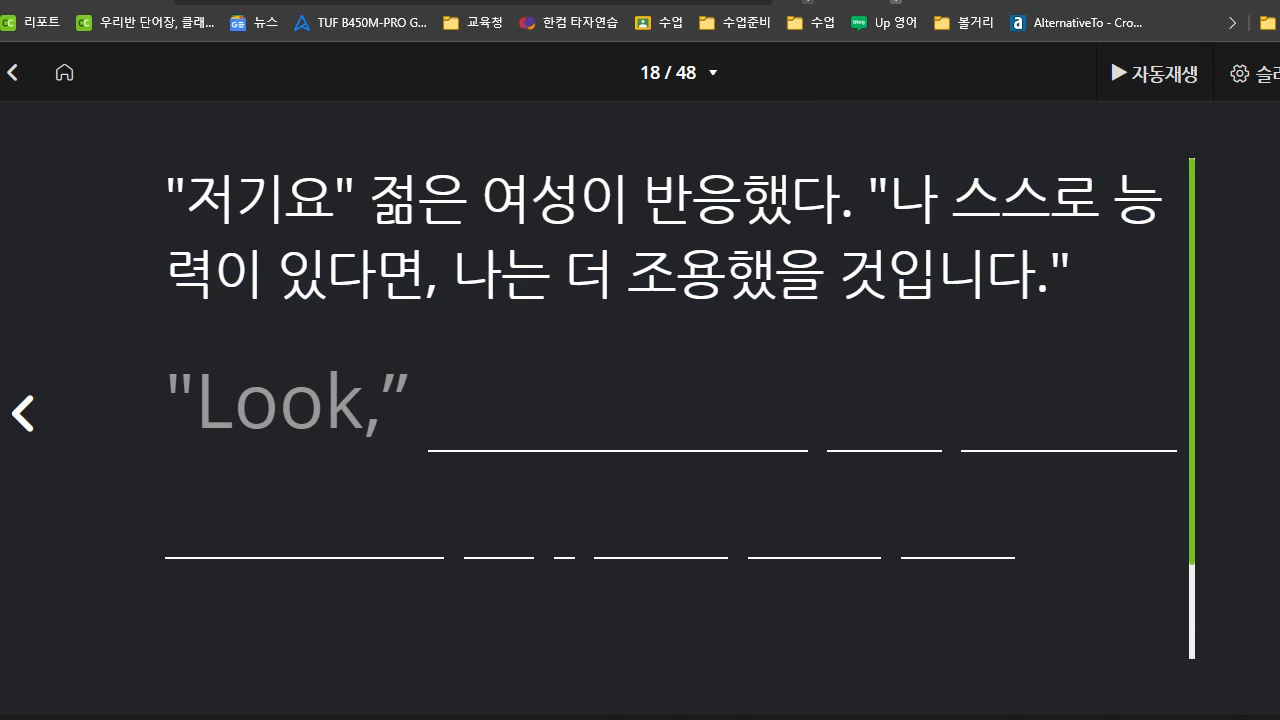 리포트 우리반 단어장, 클래... 뉴스 TUF B450M-PRO G... 교육청 한컴 타자연습 수업 수업준비 수업 Up 영어 볼거리 AlternativeTo - Cro...
18 / 48 자동재생
"저기요" 젊은 여성이 반응했다. "나 스스로 능
력이 있다면, 나는 더 조용했을 것입니다."
"Look,”